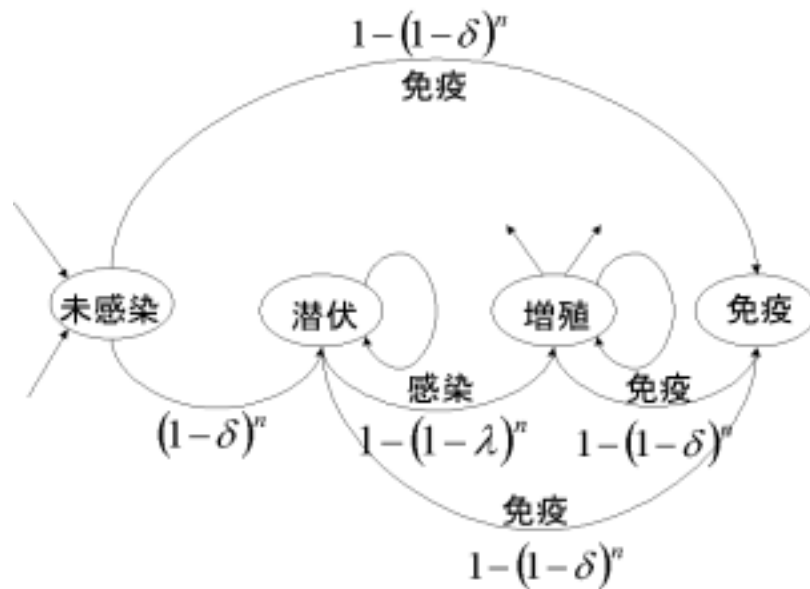 1-(1-δ)^n
免疫
未感染
潜伏
增殖
免疫
感染
免疫
(1-δ)^n
1-(1-λ)^n
1-(1-δ)^n
免疫
1-(1-δ)^n